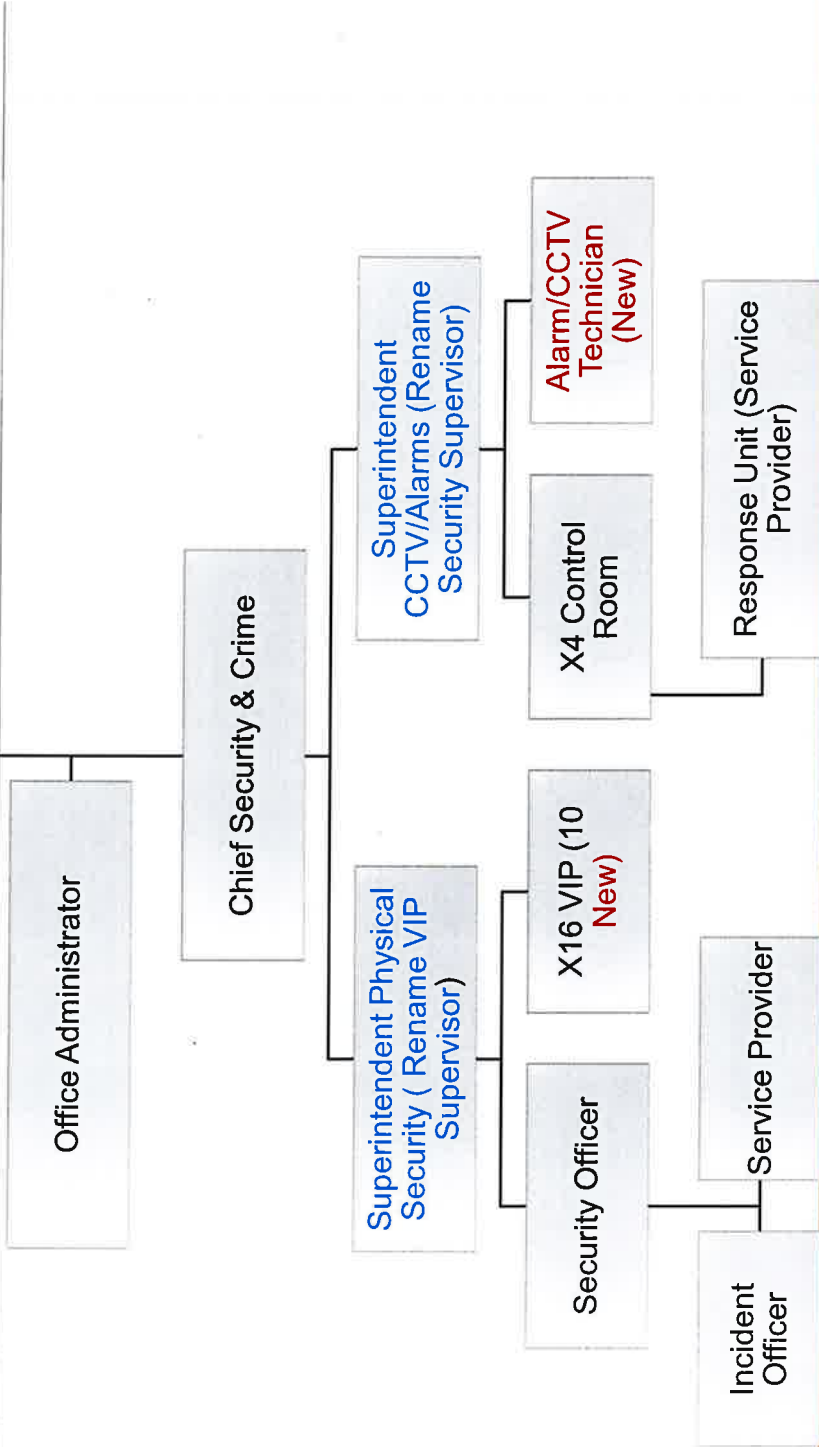 Office Administrator
Chief Security & Crime
Superintendent Physical
Security ( Rename VIP
Supervisor)
Superintendent
CCTV/Alarms (Rename
Security Supervisor)
Security Officer
X16 VIP (10
New)
X4 Control
Room
Alarm/CCTV
Technician
(New)
Incident
Officer
Service Provider
Response Unit (Service
Provider)